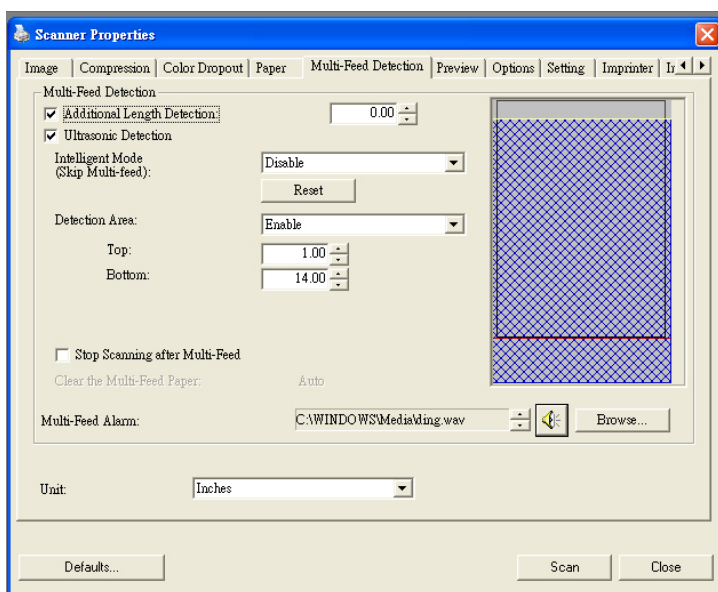 Scanner Properties
Image Compression Color Dropout Paper Multi-Feed Detection Preview Options Setting Imprinter
Multi-Feed Detection
Additional Length Detection: 0.00
Ultrasonic Detection
Intelligent Mode
(Skip Multi-feed): Disable
Reset
Detection Area: Enable
Top: 1.00
Bottom: 14.00
Stop Scanning after Multi-Feed
Clear the Multi-Feed Paper: Auto
Multi-Feed Alarm: C:\WINDOWS\Media\ding.wav Browse...
Unit: Inches
Defaults... Scan Close